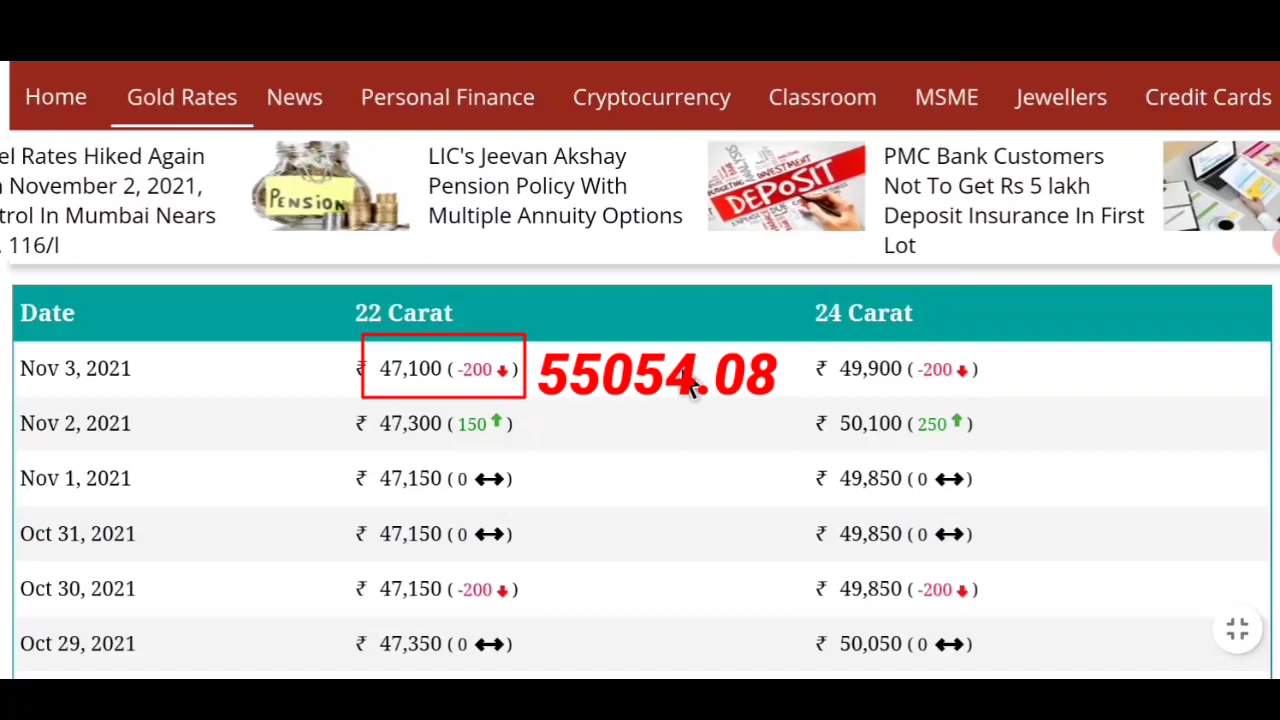 Home Gold Rates News Personal Finance Cryptocurrency Classroom MSME Jewellers Credit Cards
el Rates Hiked Again
November 2, 2021,
trol In Mumbai Nears
. 116/l
PENSION
LIC's Jeevan Akshay
Pension Policy With
Multiple Annuity Options
ANALYSIS
INVESTMENT
DEPOSIT
PMC Bank Customers
Not To Get Rs 5 lakh
Deposit Insurance In First
Lot
Date 22 Carat 24 Carat
Nov 3, 2021 ₹ 47,100 ( -200 ⬇ ) 55054.08 ₹ 49,900 ( -200 ⬇ )
Nov 2, 2021 ₹ 47,300 ( 150 ⬆ ) ₹ 50,100 ( 250 ⬆ )
Nov 1, 2021 ₹ 47,150 ( 0 ↔ ) ₹ 49,850 ( 0 ↔ )
Oct 31, 2021 ₹ 47,150 ( 0 ↔ ) ₹ 49,850 ( 0 ↔ )
Oct 30, 2021 ₹ 47,150 ( -200 ⬇ ) ₹ 49,850 ( -200 ⬇ )
Oct 29, 2021 ₹ 47,350 ( 0 ↔ ) ₹ 50,050 ( 0 ↔ )